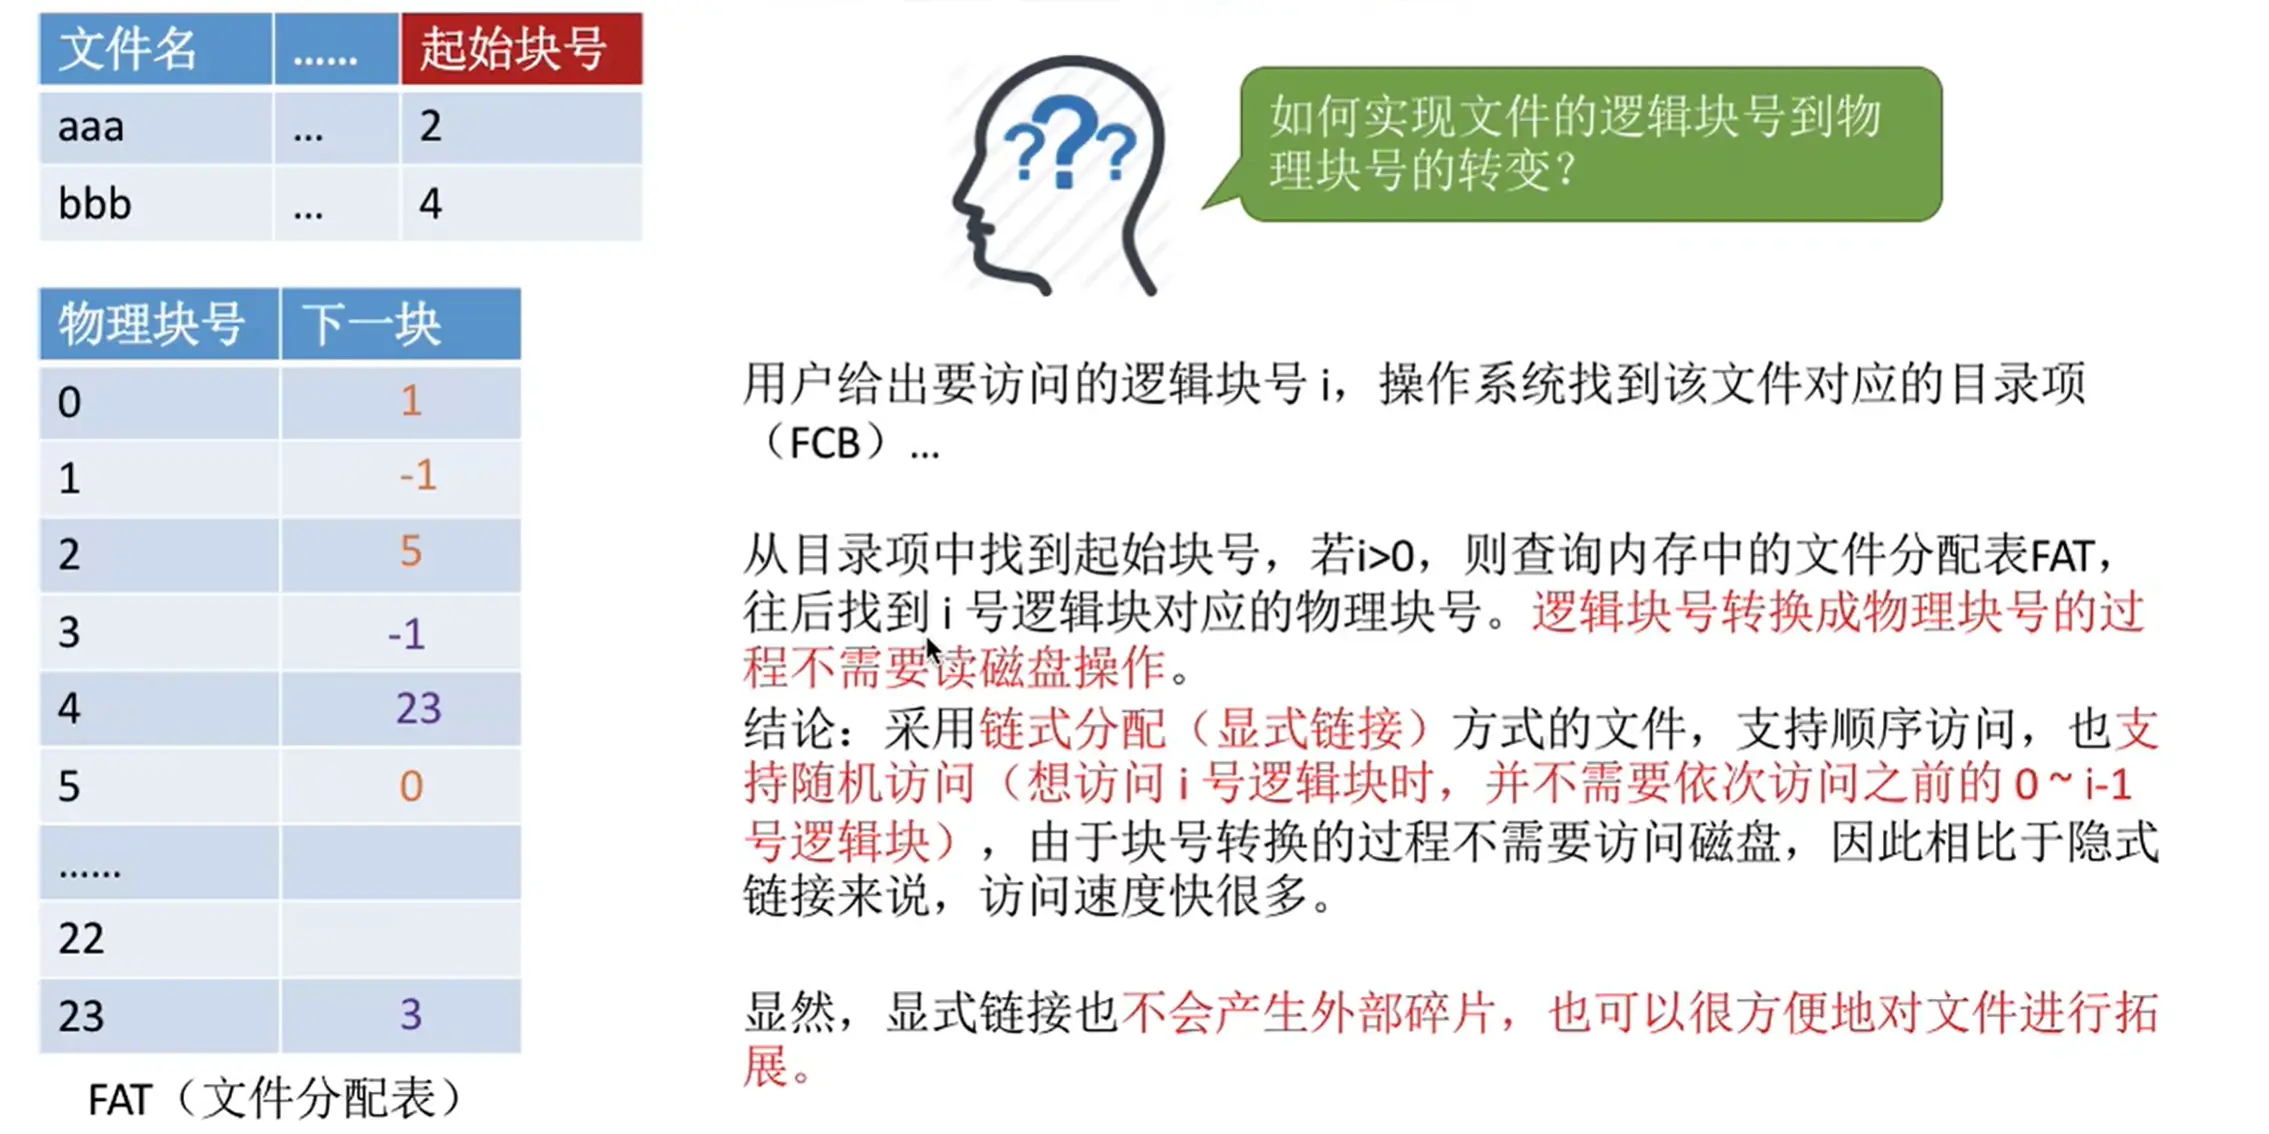 文件名 …… 起始块号
aaa … 2
bbb … 4
物理块号 下一块
0 1
1 -1
2 5
3 -1
4 23
5 0
……
22
23 3
FAT（文件分配表）
???
如何实现文件的逻辑块号到物
理块号的转变？
用户给出要访问的逻辑块号 i，操作系统找到该文件对应的目录项
（FCB）…
从目录项中找到起始块号，若i>0，则查询内存中的文件分配表FAT，
往后找到 i 号逻辑块对应的物理块号。逻辑块号转换成物理块号的过
程不需要读磁盘操作。
结论：采用链式分配（显式链接）方式的文件，支持顺序访问，也支
持随机访问（想访问 i 号逻辑块时，并不需要依次访问之前的 0 ~ i-1
号逻辑块），由于块号转换的过程不需要访问磁盘，因此相比于隐式
链接来说，访问速度快很多。
显然，显式链接也不会产生外部碎片，也可以很方便地对文件进行拓
展。